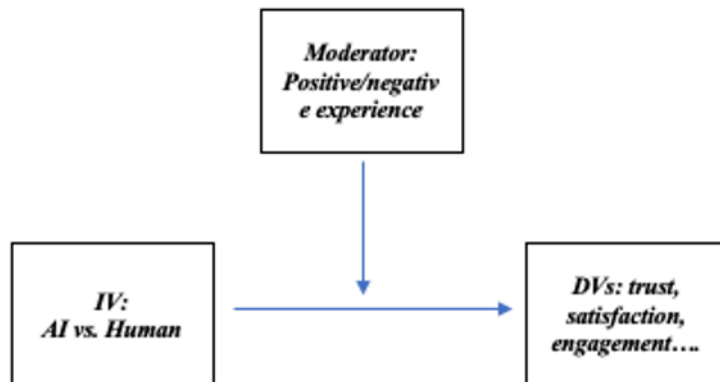 Moderator:
Positive/negativ
e experience
IV:
AI vs. Human
DVs: trust,
satisfaction,
engagement….